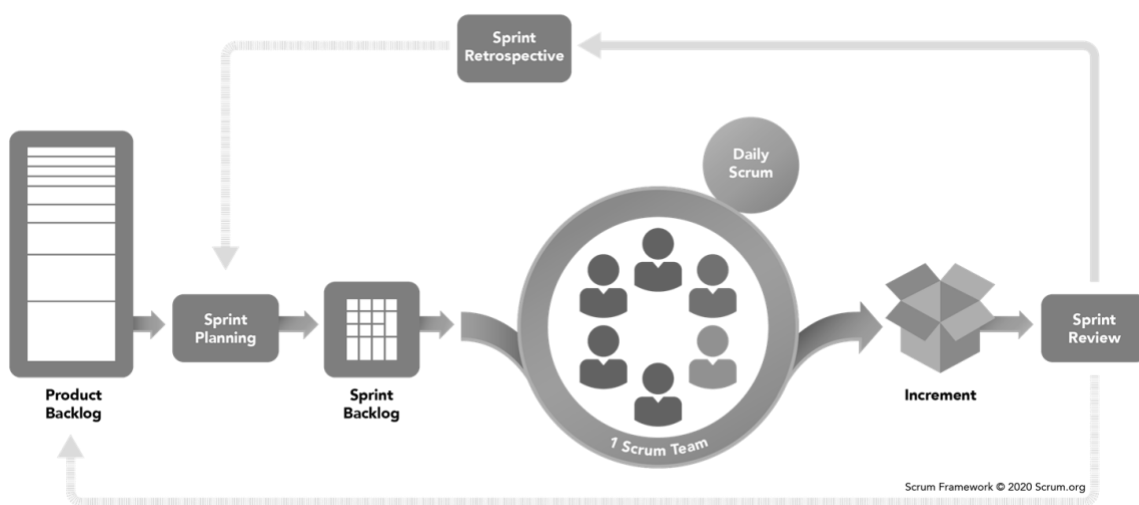 Sprint
Retrospective
Daily
Scrum
Sprint
Planning
Sprint
Review
Product
Backlog
Sprint
Backlog
Increment
1 Scrum Team
Scrum Framework © 2020 Scrum.org